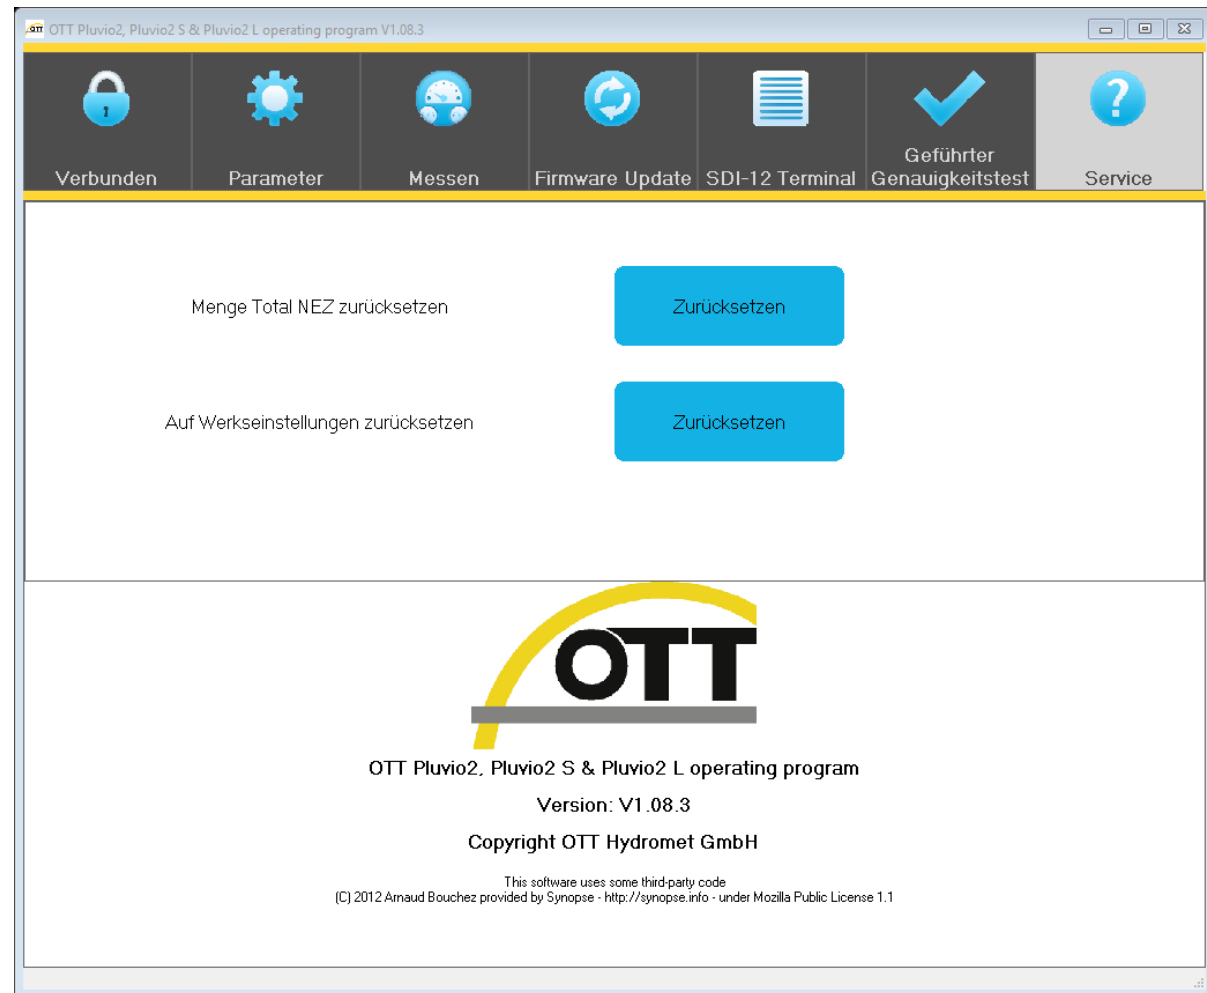 OTT Pluvio2, Pluvio2 S & Pluvio2 L operating program V1.08.3
Verbunden
Parameter
Messen
Firmware Update
SDI-12 Terminal
Geführter
Genauigkeitstest
Service
Menge Total NEZ zurücksetzen
Zurücksetzen
Auf Werkseinstellungen zurücksetzen
Zurücksetzen
OTT
OTT Pluvio2, Pluvio2 S & Pluvio2 L operating program
Version: V1.08.3
Copyright OTT Hydromet GmbH
This software uses some third-party code
(C) 2012 Arnaud Bouchez provided by Synopse - http://synopse.info - under Mozilla Public License 1.1